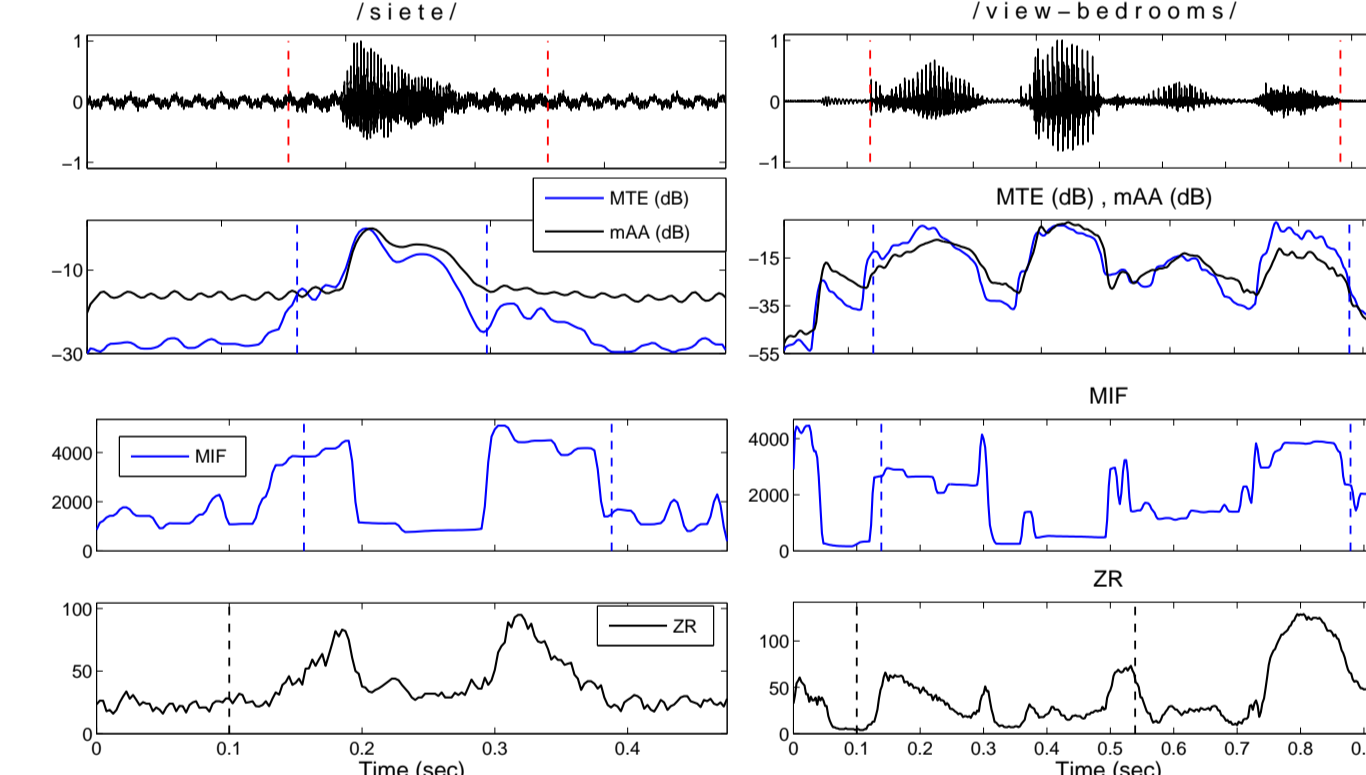 /siete/
/view-bedrooms/
1
0
−1
1
0
−1
MTE (dB)
mAA (dB)
MTE (dB) , mAA (dB)
−10
−30
−15
−35
−55
MIF
4000
2000
0
MIF
4000
2000
0
ZR
100
50
0
ZR
100
50
0
0 0.1 0.2 0.3 0.4
0 0.1 0.2 0.3 0.4 0.5 0.6 0.7 0.8 0.
Time (sec)
Time (sec)